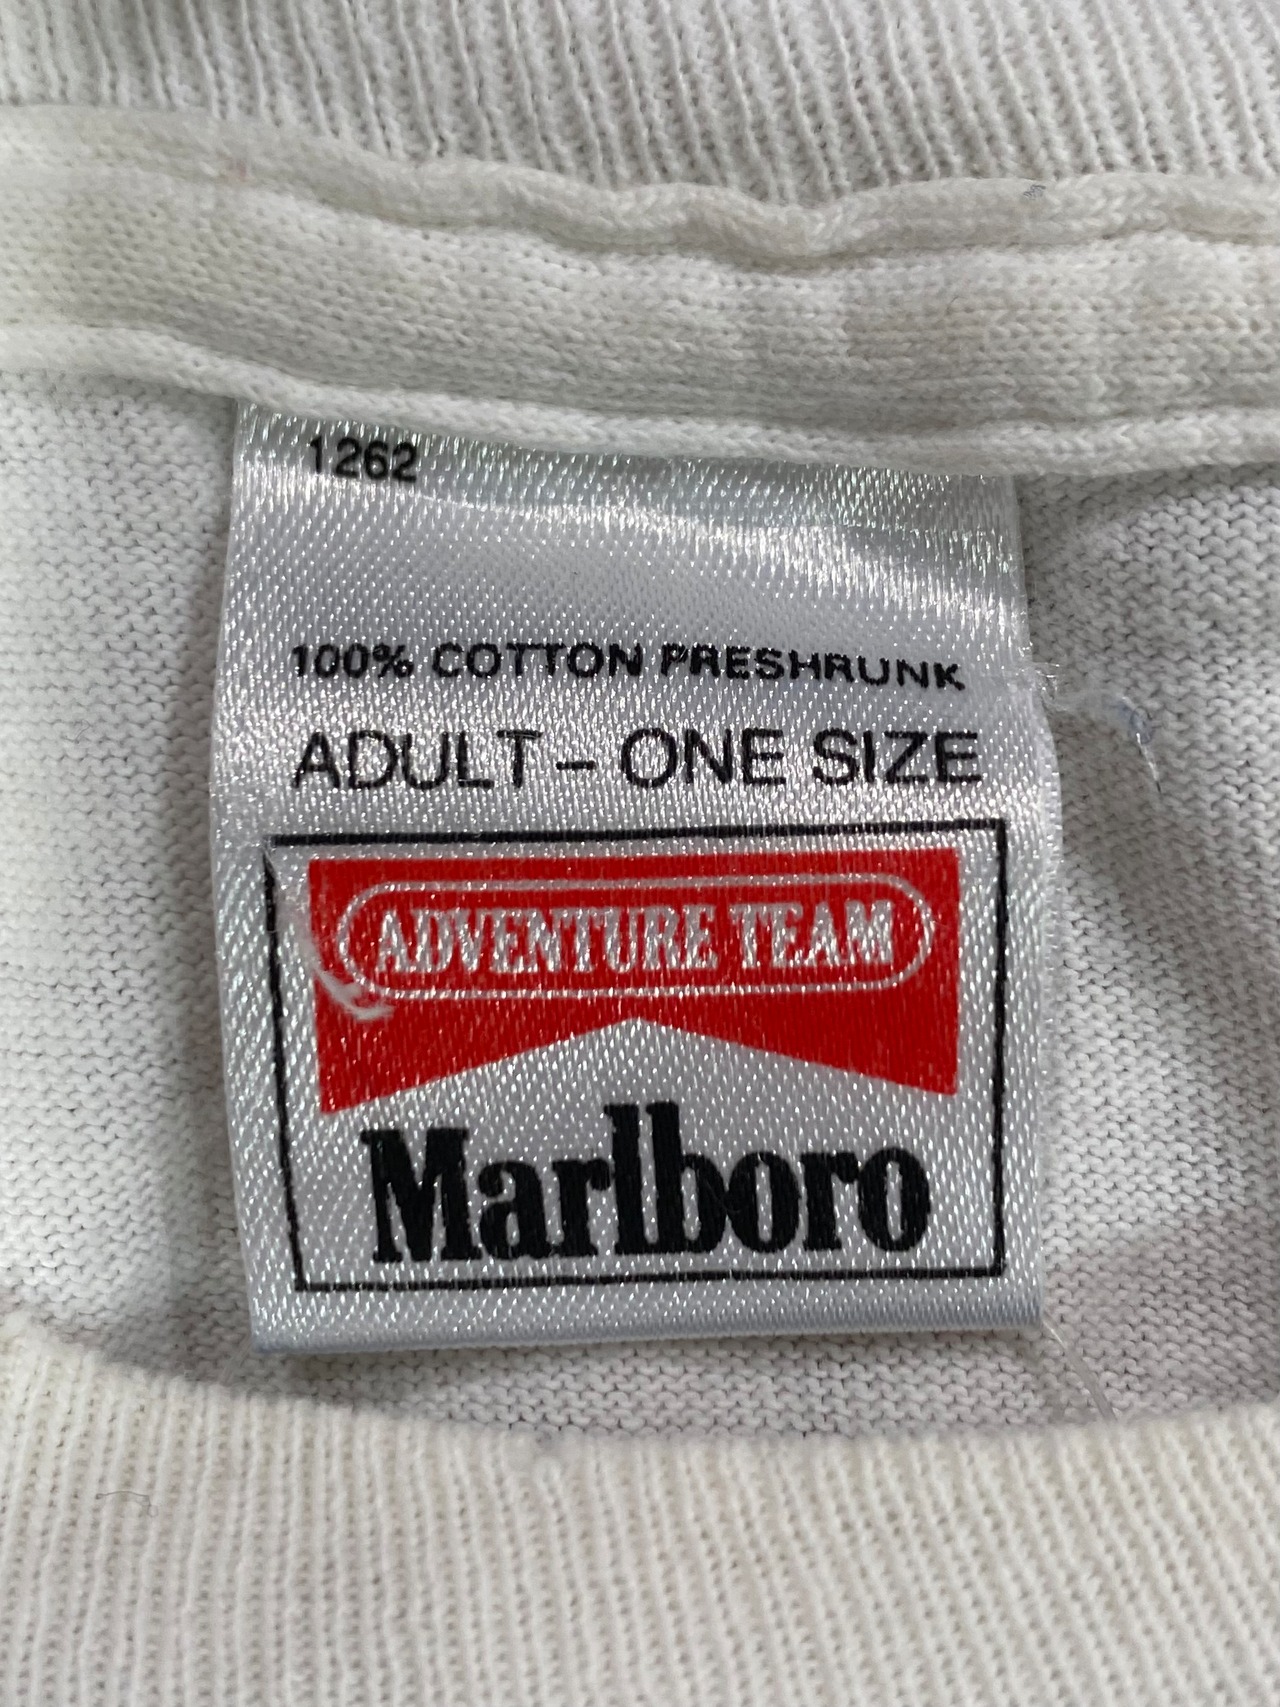 1262
100% COTTON PRESHRUNK
ADULT – ONE SIZE
ADVENTURE TEAM
Marlboro